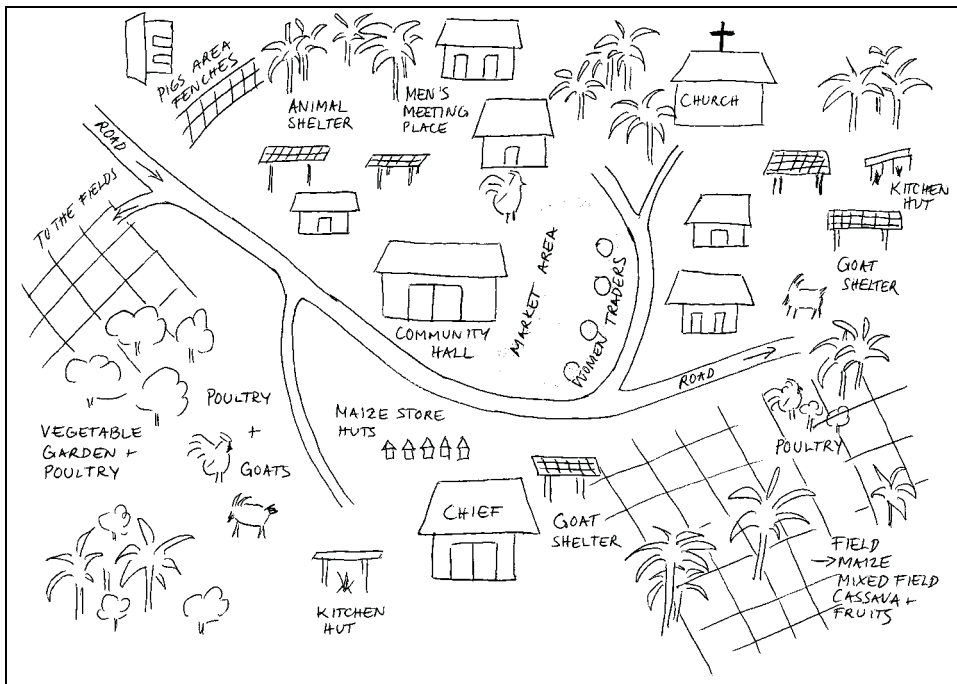 PIGS AREA
FENCHES
ROAD
ANIMAL
SHELTER
MEN'S
MEETING
PLACE
CHURCH
KITCHEN
HUT
TO THE FIELDS
GOAT
SHELTER
MARKET AREA
WOMEN TRADERS
COMMUNITY
HALL
ROAD
POULTRY
+
GOATS
MAIZE STORE
HUTS
VEGETABLE
GARDEN +
POULTRY
POULTRY
CHIEF
GOAT
SHELTER
KITCHEN
HUT
FIELD
→ MAIZE
MIXED FIELD
CASSAVA +
FRUITS